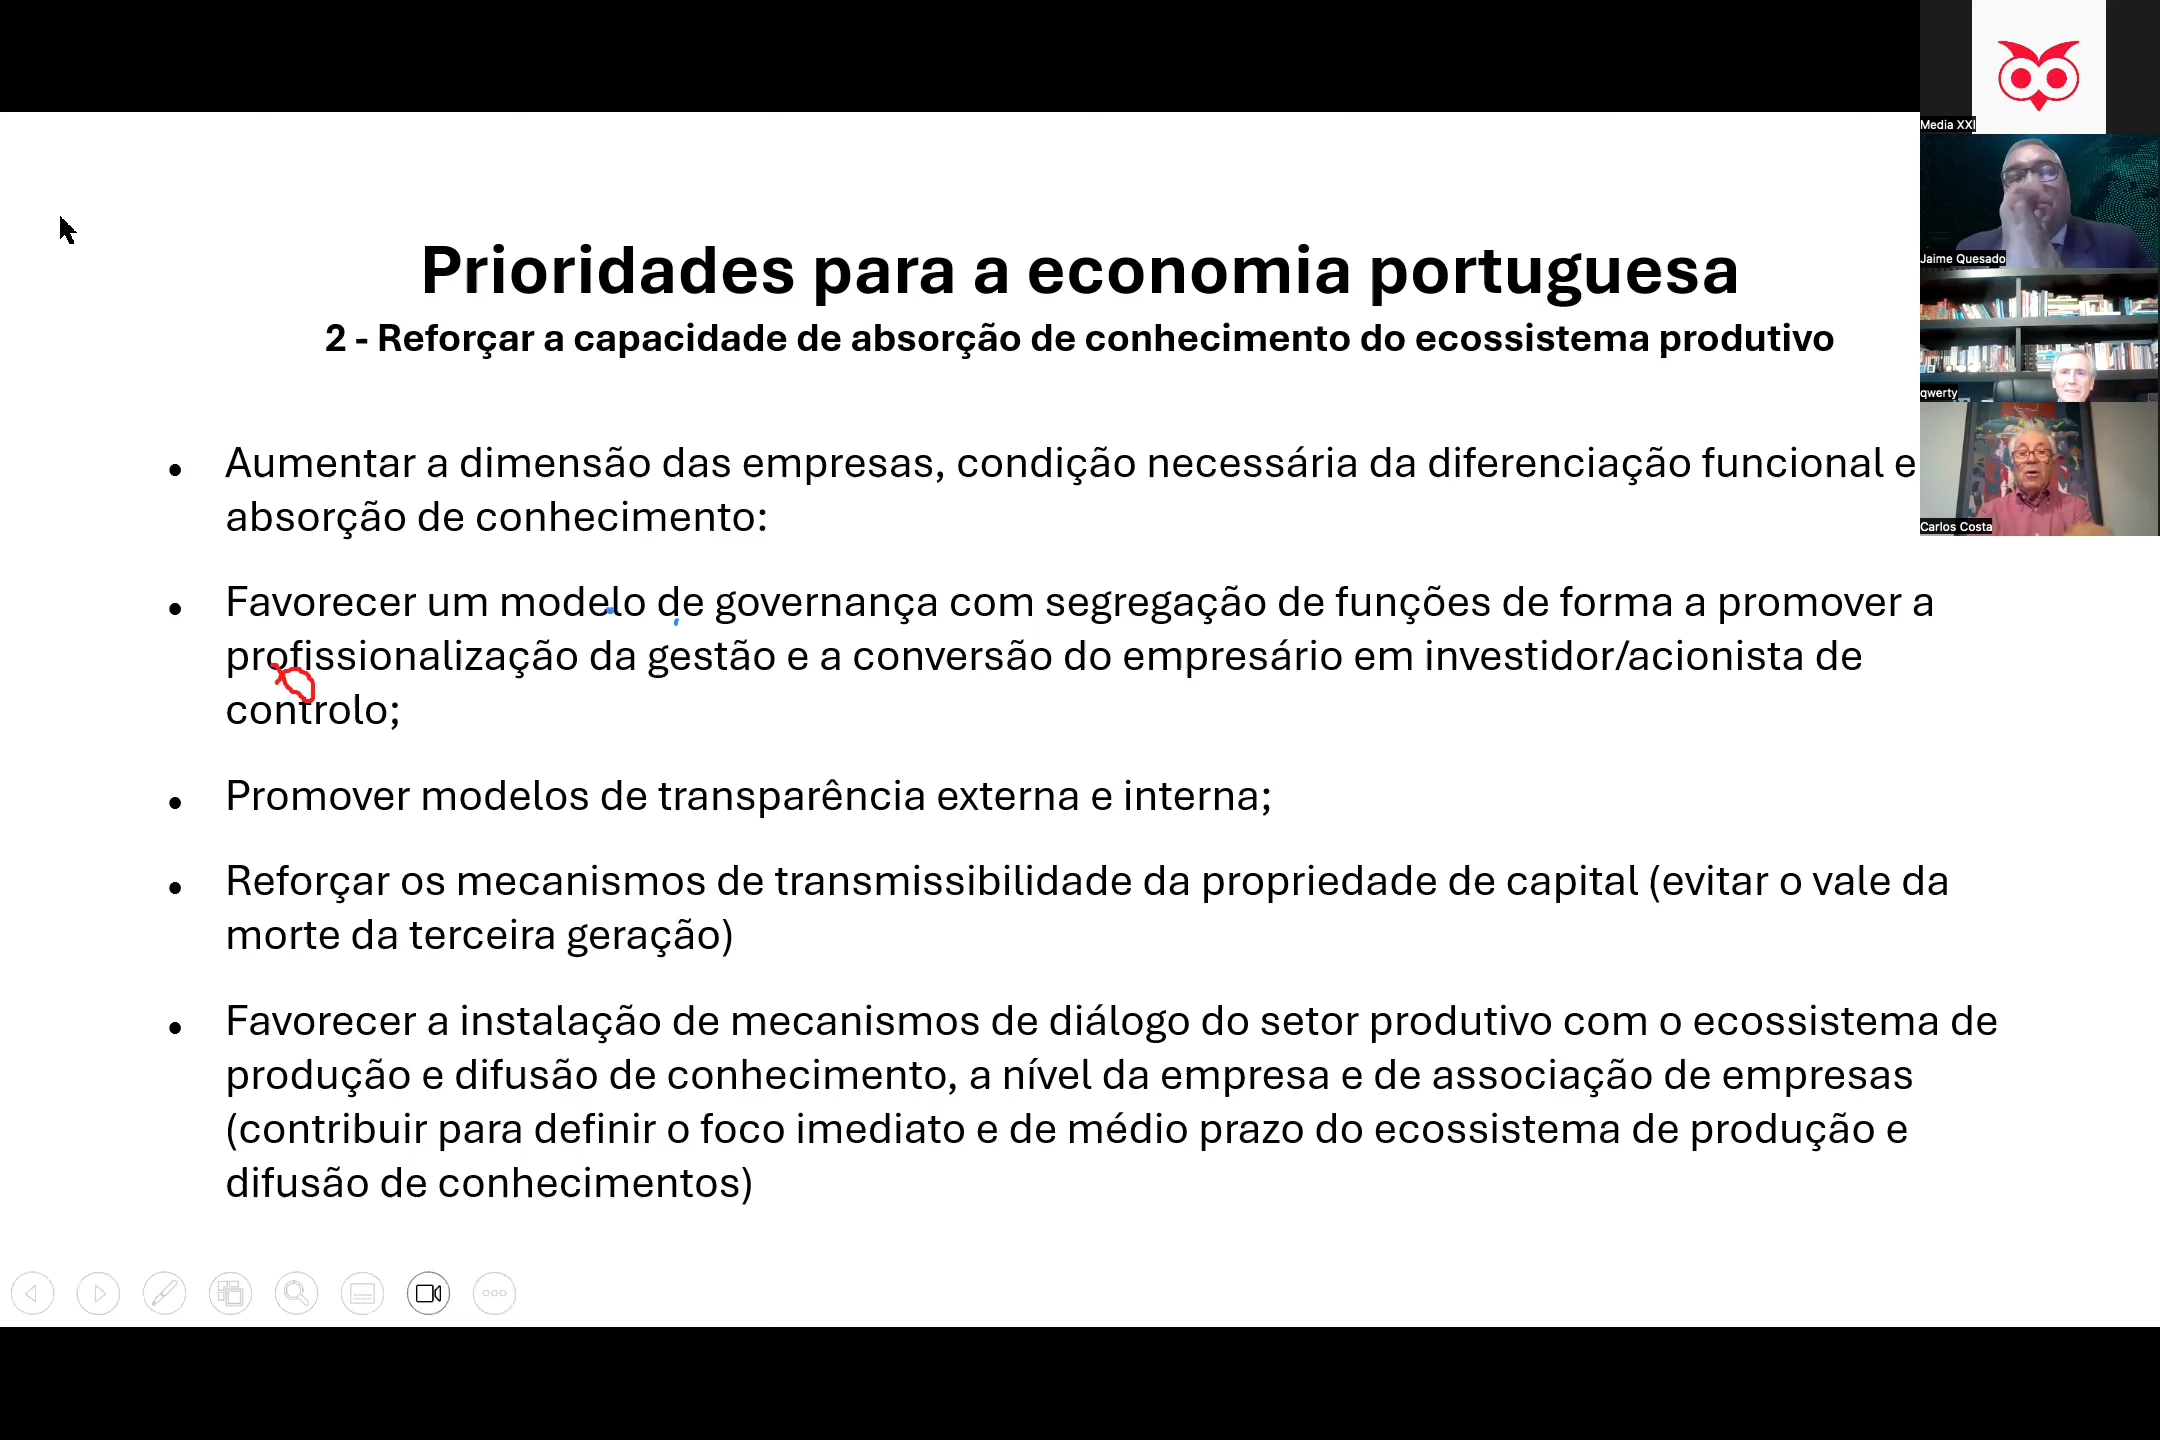 Media XXI
Jaime Quesado
qwerty
Carlos Costa
Prioridades para a economia portuguesa
2 - Reforçar a capacidade de absorção de conhecimento do ecossistema produtivo
• Aumentar a dimensão das empresas, condição necessária da diferenciação funcional e
absorção de conhecimento:
• Favorecer um modelo de governança com segregação de funções de forma a promover a
profissionalização da gestão e a conversão do empresário em investidor/acionista de
controlo;
• Promover modelos de transparência externa e interna;
• Reforçar os mecanismos de transmissibilidade da propriedade de capital (evitar o vale da
morte da terceira geração)
• Favorecer a instalação de mecanismos de diálogo do setor produtivo com o ecossistema de
produção e difusão de conhecimento, a nível da empresa e de associação de empresas
(contribuir para definir o foco imediato e de médio prazo do ecossistema de produção e
difusão de conhecimentos)